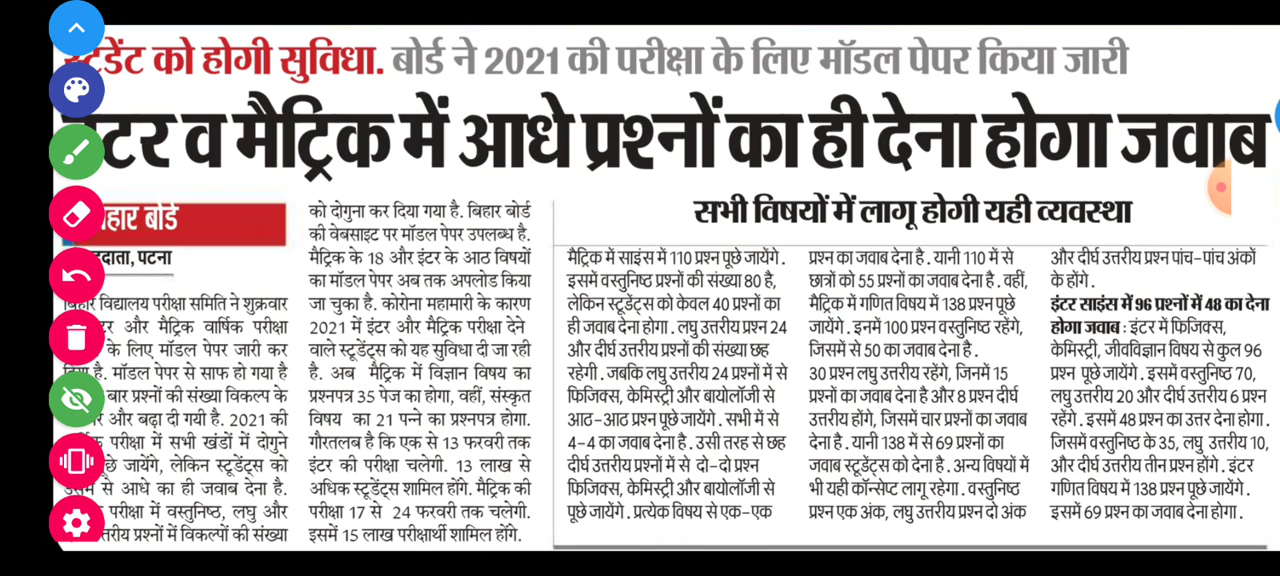 को होगी सुविधा. बोर्ड ने 2021 की परीक्षा के लिए मॉडल पेपर किया जारी
व मैट्रिक में आधे प्रश्नों का ही देना होगा जवाब
बोर्ड
पटना
विद्यालय परीक्षा समिति ने शुक्रवार
और मैट्रिक वार्षिक परीक्षा
के लिए मॉडल पेपर जारी कर
है. मॉडल पेपर से साफ हो गया है
बार प्रश्नों की संख्या विकल्प के
और बढ़ा दी गयी है. 2021 की
परीक्षा में सभी खंडों में दोगुने
जायेंगे, लेकिन स्टूडेंट्स को
से आधे का ही जवाब देना है.
परीक्षा में वस्तुनिष्ठ, लघु और
प्रश्नों में विकल्पों की संख्या
को दोगुना कर दिया गया है. बिहार बोर्ड
की वेबसाइट पर मॉडल पेपर उपलब्ध है.
मैट्रिक के 18 और इंटर के आठ विषयों
का मॉडल पेपर अब तक अपलोड किया
जा चुका है. कोरोना महामारी के कारण
2021 में इंटर और मैट्रिक परीक्षा देने
वाले स्टूडेंट्स को यह सुविधा दी जा रही
है. अब मैट्रिक में विज्ञान विषय का
प्रश्नपत्र 35 पेज का होगा, वहीं, संस्कृत
विषय का 21 पन्ने का प्रश्नपत्र होगा.
गौरतलब है कि एक से 13 फरवरी तक
इंटर की परीक्षा चलेगी. 13 लाख से
अधिक स्टूडेंट्स शामिल होंगे. मैट्रिक की
परीक्षा 17 से 24 फरवरी तक चलेगी.
इसमें 15 लाख परीक्षार्थी शामिल होंगे.
सभी विषयों में लागू होगी यही व्यवस्था
मैट्रिक में साइंस में 110 प्रश्न पूछे जायेंगे.
इसमें वस्तुनिष्ठ प्रश्नों की संख्या 80 है,
लेकिन स्टूडेंट्स को केवल 40 प्रश्नों का
ही जवाब देना होगा. लघु उत्तरीय प्रश्न 24
और दीर्घ उत्तरीय प्रश्नों की संख्या छह
रहेगी. जबकि लघु उत्तरीय 24 प्रश्नों में से
फिजिक्स, केमिस्ट्री और बायोलॉजी से
आठ-आठ प्रश्न पूछे जायेंगे. सभी में से
4-4 का जवाब देना है. उसी तरह से छह
दीर्घ उत्तरीय प्रश्नों में से दो-दो प्रश्न
फिजिक्स, केमिस्ट्री और बायोलॉजी से
पूछे जायेंगे. प्रत्येक विषय से एक-एक
प्रश्न का जवाब देना है. यानी 110 में से
छात्रों को 55 प्रश्नों का जवाब देना है. वहीं,
मैट्रिक में गणित विषय में 138 प्रश्न पूछे
जायेंगे. इनमें 100 प्रश्न वस्तुनिष्ठ रहेंगे,
जिसमें से 50 का जवाब देना है.
30 प्रश्न लघु उत्तरीय रहेंगे, जिनमें 15
प्रश्नों का जवाब देना है और 8 प्रश्न दीर्घ
उत्तरीय होंगे, जिसमें चार प्रश्नों का जवाब
देना है. यानी 138 में से 69 प्रश्नों का
जवाब स्टूडेंट्स को देना है. अन्य विषयों में
भी यही कॉन्सेप्ट लागू रहेगा. वस्तुनिष्ठ
प्रश्न एक अंक, लघु उत्तरीय प्रश्न दो अंक
और दीर्घ उत्तरीय प्रश्न पांच-पांच अंकों
के होंगे.
इंटर साइंस में 96 प्रश्नों में 48 का देना
होगा जवाब : इंटर में फिजिक्स,
केमिस्ट्री, जीवविज्ञान विषय से कुल 96
प्रश्न पूछे जायेंगे. इसमें वस्तुनिष्ठ 70,
लघु उत्तरीय 20 और दीर्घ उत्तरीय 6 प्रश्न
रहेंगे. इसमें 48 प्रश्न का उत्तर देना होगा.
जिसमें वस्तुनिष्ठ के 35, लघु उत्तरीय 10,
और दीर्घ उत्तरीय तीन प्रश्न होंगे. इंटर
गणित विषय में 138 प्रश्न पूछे जायेंगे.
इसमें 69 प्रश्न का जवाब देना होगा.